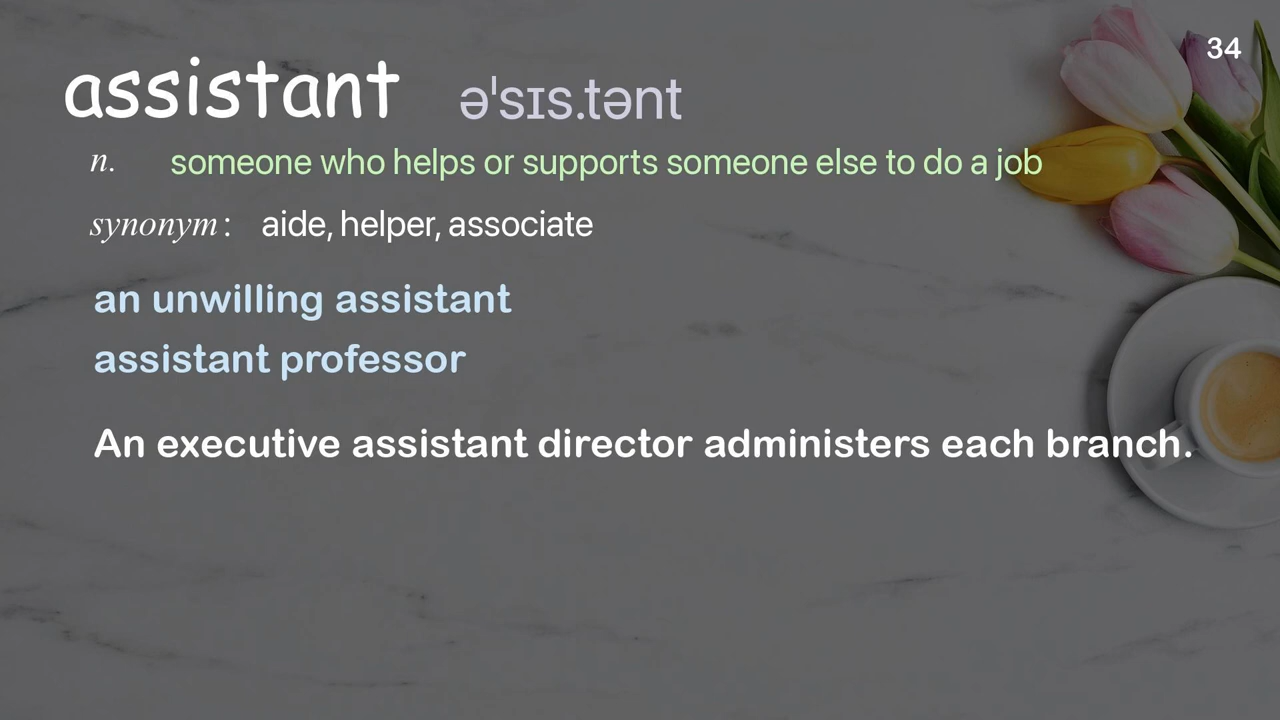 34
assistant əˈsɪs.tənt
n. someone who helps or supports someone else to do a job
synonym: aide, helper, associate
an unwilling assistant
assistant professor
An executive assistant director administers each branch.